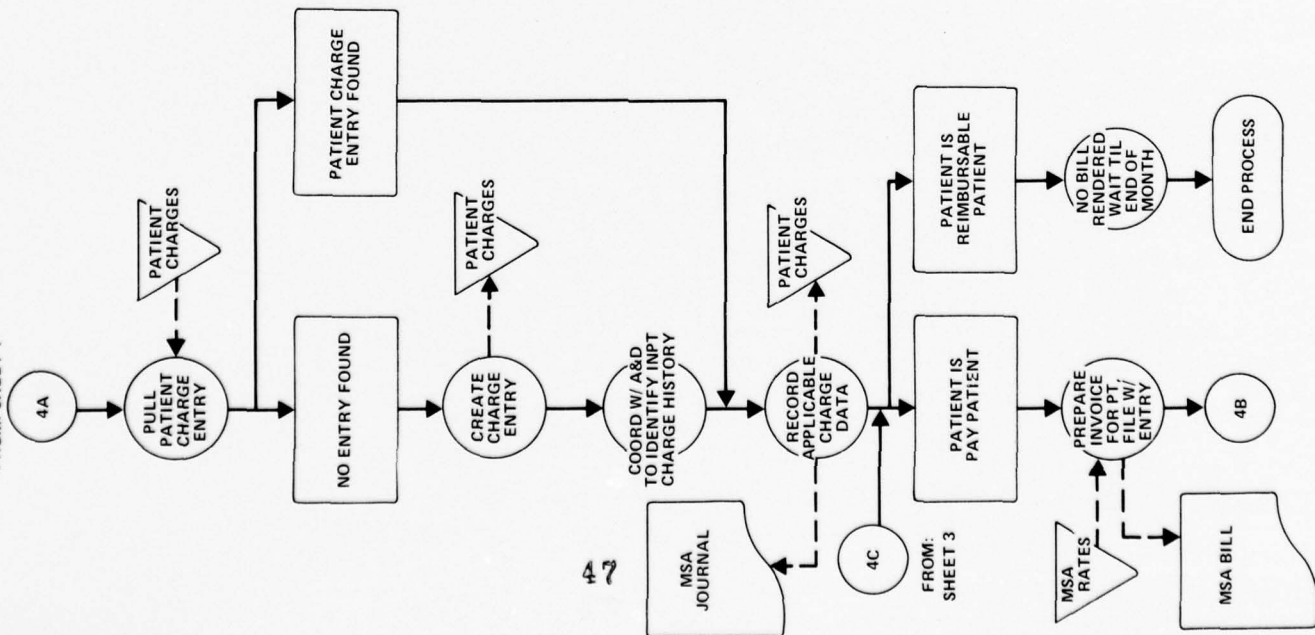 4A
PULL
PATIENT
CHARGE
ENTRY
PATIENT
CHARGES
NO ENTRY FOUND
PATIENT CHARGE
ENTRY FOUND
CREATE
CHARGE
ENTRY
PATIENT
CHARGES
COORD W/ A&D
TO IDENTIFY INPT
CHARGE HISTORY
RECORD
APPLICABLE
CHARGE
DATA
PATIENT
CHARGES
MSA
JOURNAL
47
4C
FROM:
SHEET 3
PATIENT IS
PAY PATIENT
PATIENT IS
REIMBURSABLE
PATIENT
PREPARE
INVOICE
FOR PT,
FILE W/
ENTRY
MSA
RATES
MSA BILL
4B
NO BILL
RENDERED
WAIT TIL
END OF
MONTH
END PROCESS